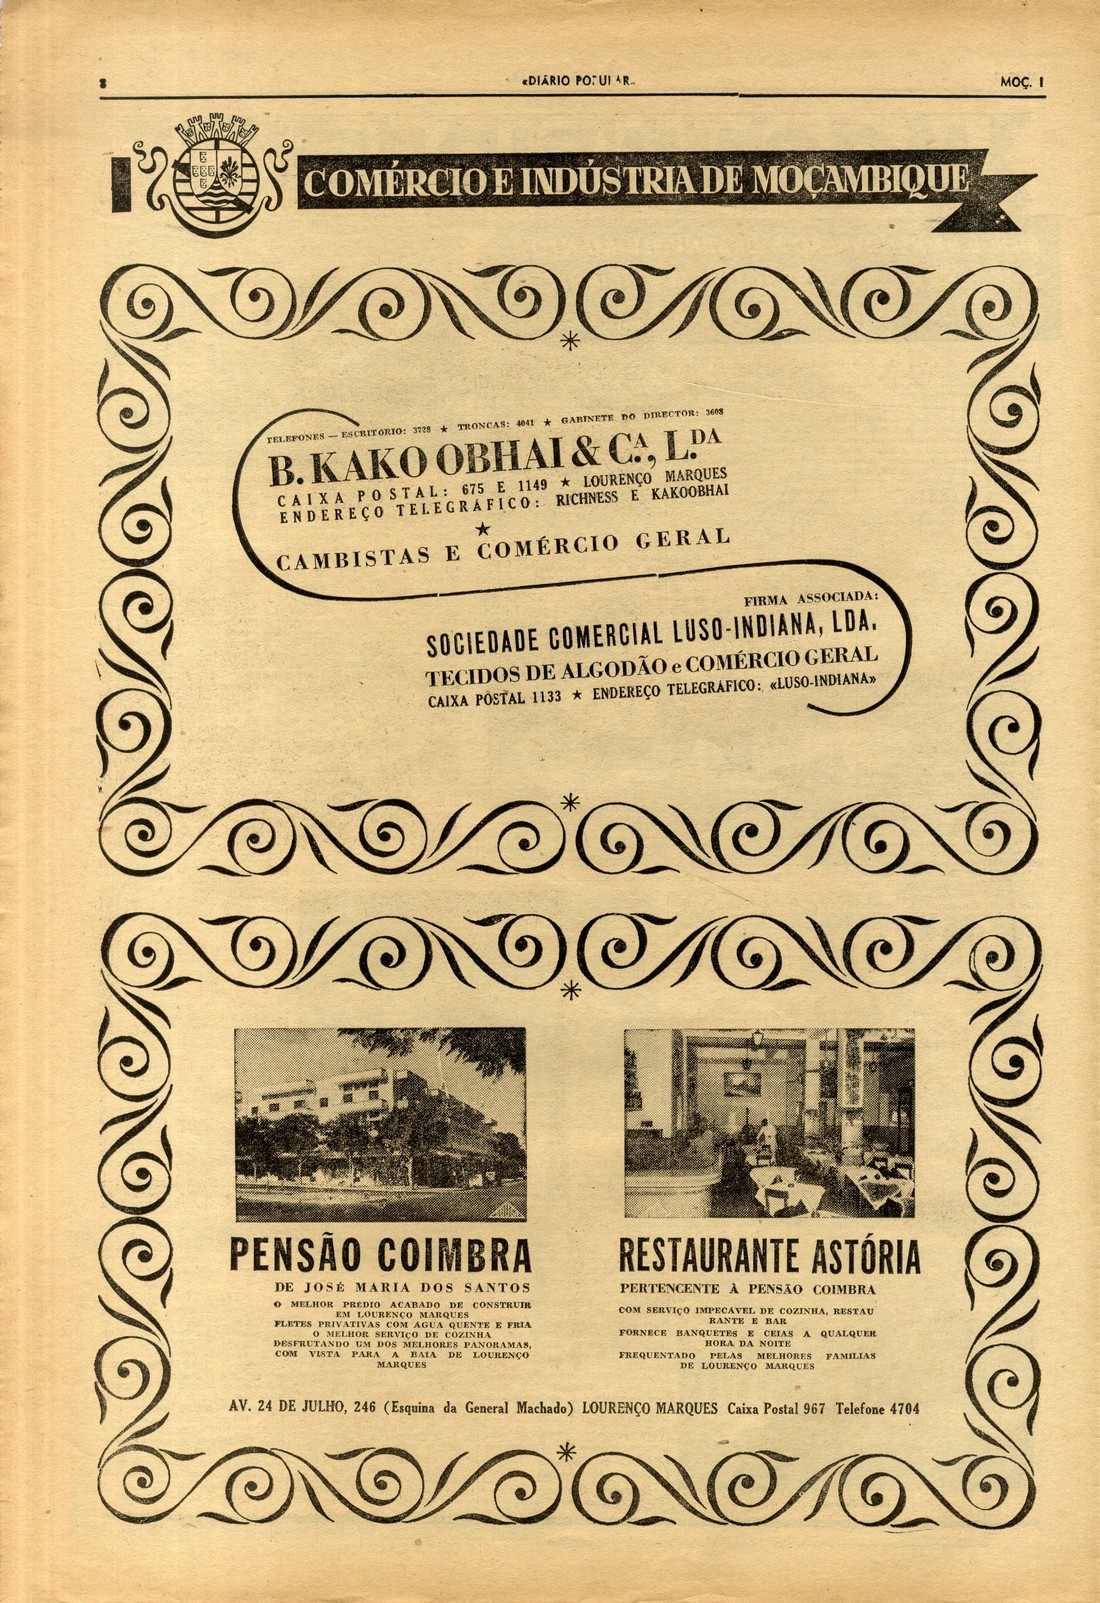 8
«DIÁRIO POPULAR»
MOÇ. 1
COMÉRCIO E INDÚSTRIA DE MOÇAMBIQUE
TELEFONES — ESCRITÓRIO: 3728 ★ TRONCAS: 4041 ★ GABINETE DO DIRECTOR: 3608
B. KAKOOBHAI & C.ª, L.DA
CAIXA POSTAL: 675 E 1149 ★ LOURENÇO MARQUES
ENDEREÇO TELEGRÁFICO: RICHNESS E KAKOOBHAI
★
CAMBISTAS E COMÉRCIO GERAL
FIRMA ASSOCIADA:
SOCIEDADE COMERCIAL LUSO-INDIANA, LDA.
TECIDOS DE ALGODÃO e COMÉRCIO GERAL
CAIXA POSTAL 1133 ★ ENDEREÇO TELEGRÁFICO: «LUSO-INDIANA»
PENSÃO COIMBRA
DE JOSÉ MARIA DOS SANTOS
O MELHOR PRÉDIO ACABADO DE CONSTRUIR
EM LOURENÇO MARQUES
FLETES PRIVATIVAS COM AGUA QUENTE E FRIA
O MELHOR SERVIÇO DE COZINHA
DESFRUTANDO UM DOS MELHORES PANORAMAS,
COM VISTA PARA A BAIA DE LOURENÇO
MARQUES
RESTAURANTE ASTÓRIA
PERTENCENTE À PENSÃO COIMBRA
COM SERVIÇO IMPECÁVEL DE COZINHA, RESTAU
RANTE E BAR
FORNECE BANQUETES E CEIAS A QUALQUER
HORA DA NOITE
FREQUENTADO PELAS MELHORES FAMILIAS
DE LOURENÇO MARQUES
AV. 24 DE JULHO, 246 (Esquina da General Machado) LOURENÇO MARQUES Caixa Postal 967 Telefone 4704